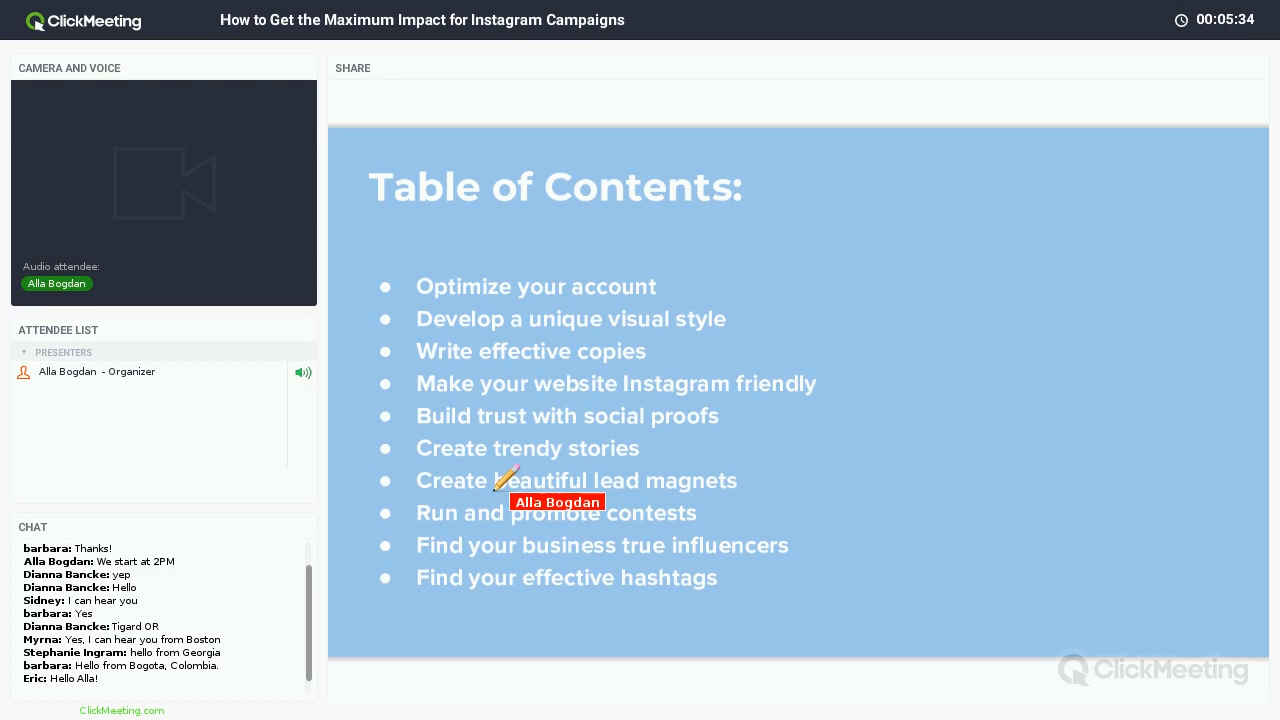 ClickMeeting
How to Get the Maximum Impact for Instagram Campaigns
00:05:34
CAMERA AND VOICE
Audio attendee:
Alla Bogdan
ATTENDEE LIST
PRESENTERS
Alla Bogdan - Organizer
CHAT
barbara: Thanks!
Alla Bogdan: We start at 2PM
Dianna Bancke: yep
Dianna Bancke: Hello
Sidney: I can hear you
barbara: Yes
Dianna Bancke: Tigard OR
Myrna: Yes, I can hear you from Boston
Stephanie Ingram: hello from Georgia
barbara: Hello from Bogota, Colombia.
Eric: Hello Alla!
ClickMeeting.com
SHARE
Table of Contents:
• Optimize your account
• Develop a unique visual style
• Write effective copies
• Make your website Instagram friendly
• Build trust with social proofs
• Create trendy stories
• Create beautiful lead magnets
Alla Bogdan
• Run and promote contests
• Find your business true influencers
• Find your effective hashtags
ClickMeeting